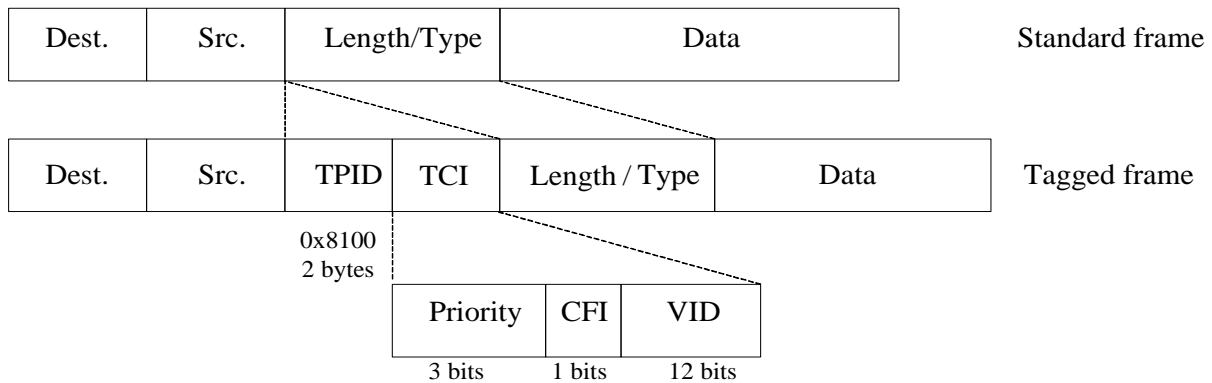 Dest. Src. Length/Type Data Standard frame
Dest. Src. TPID TCI Length / Type Data Tagged frame
0x8100
2 bytes
Priority CFI VID
3 bits 1 bits 12 bits